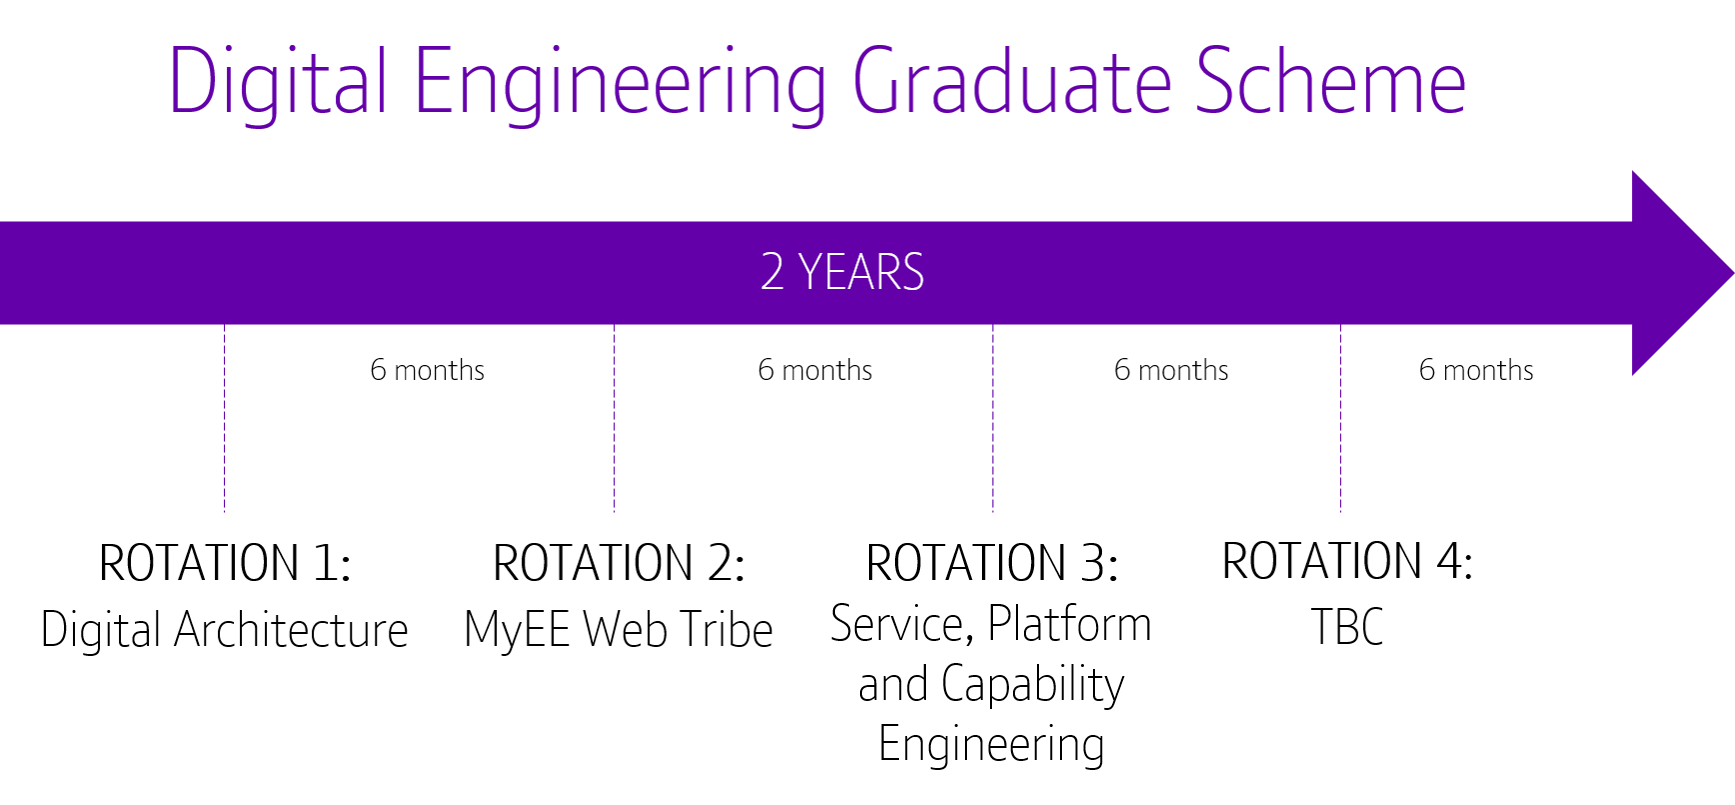 Digital Engineering Graduate Scheme
2 YEARS
6 months
6 months
6 months
6 months
ROTATION 1:
Digital Architecture
ROTATION 2:
MyEE Web Tribe
ROTATION 3:
Service, Platform
and Capability
Engineering
ROTATION 4:
TBC